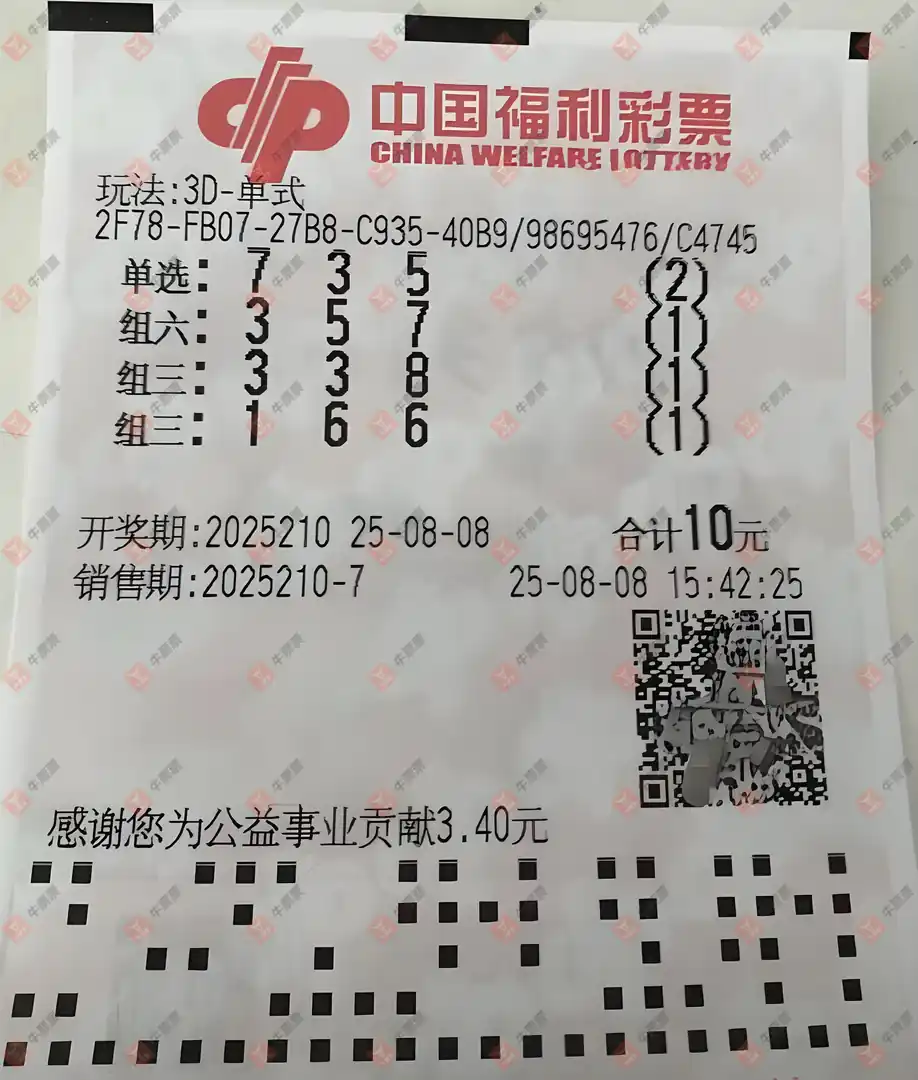 中国福利彩票
CHINA WELFARE LOTTERY
玩法:3D-单式
2F78-FB07-27B8-C935-40B9/98695476/C4745
单选: 7 3 5 (2)
组六: 3 5 7 (1)
组三: 3 3 8 (1)
组三: 1 6 6 (1)
开奖期:2025210 25-08-08 合计10元
销售期:2025210-7 25-08-08 15:42:25
感谢您为公益事业贡献3.40元